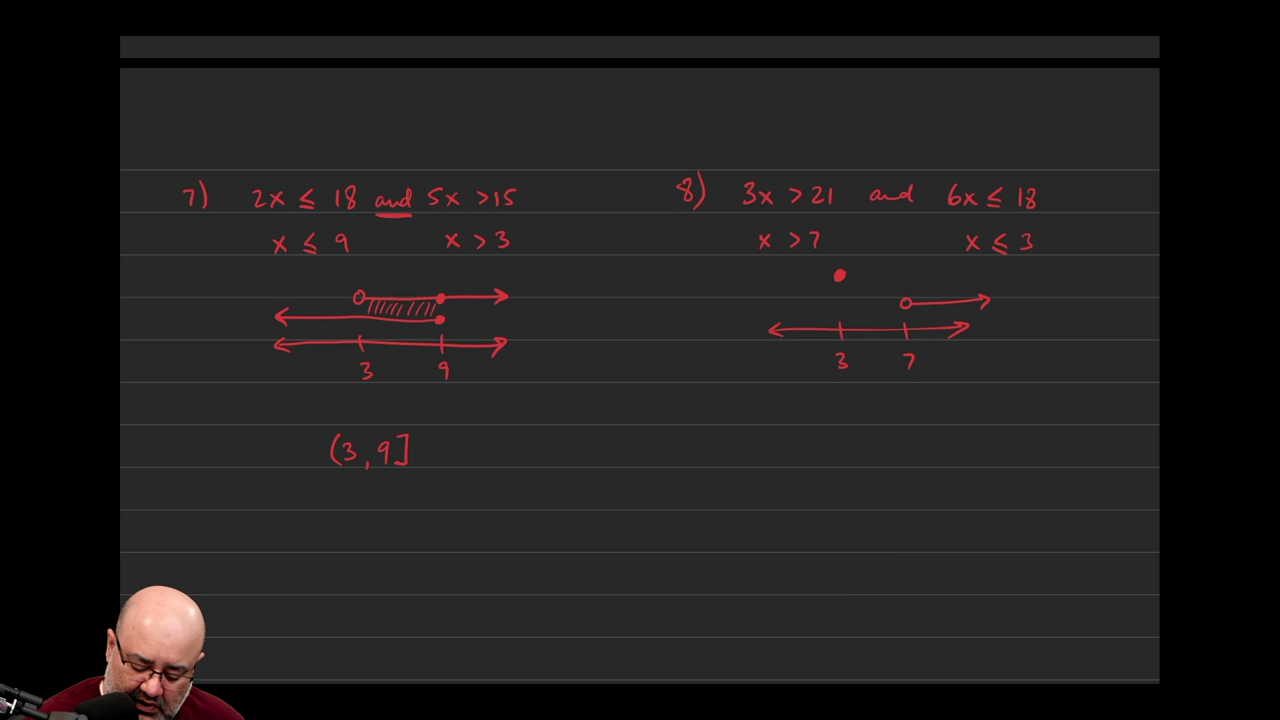 7) 2x ≤ 18 and 5x >15
x ≤ 9 x > 3
3 9
(3, 9]
8) 3x > 21 and 6x ≤ 18
x > 7 x ≤ 3
3 7